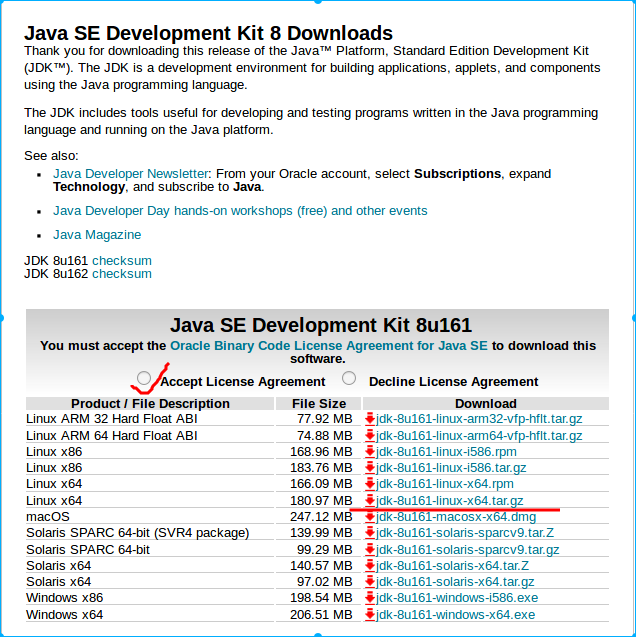 Java SE Development Kit 8 Downloads
Thank you for downloading this release of the Java™ Platform, Standard Edition Development Kit
(JDK™). The JDK is a development environment for building applications, applets, and components
using the Java programming language.
The JDK includes tools useful for developing and testing programs written in the Java programming
language and running on the Java platform.
See also:
Java Developer Newsletter: From your Oracle account, select Subscriptions, expand
Technology, and subscribe to Java.
Java Developer Day hands-on workshops (free) and other events
Java Magazine
JDK 8u161 checksum
JDK 8u162 checksum
Java SE Development Kit 8u161
You must accept the Oracle Binary Code License Agreement for Java SE to download this
software.
Accept License Agreement Decline License Agreement
Product / File Description File Size Download
Linux ARM 32 Hard Float ABI 77.92 MB jdk-8u161-linux-arm32-vfp-hflt.tar.gz
Linux ARM 64 Hard Float ABI 74.88 MB jdk-8u161-linux-arm64-vfp-hflt.tar.gz
Linux x86 168.96 MB jdk-8u161-linux-i586.rpm
Linux x86 183.76 MB jdk-8u161-linux-i586.tar.gz
Linux x64 166.09 MB jdk-8u161-linux-x64.rpm
Linux x64 180.97 MB jdk-8u161-linux-x64.tar.gz
macOS 247.12 MB jdk-8u161-macosx-x64.dmg
Solaris SPARC 64-bit (SVR4 package) 139.99 MB jdk-8u161-solaris-sparcv9.tar.Z
Solaris SPARC 64-bit 99.29 MB jdk-8u161-solaris-sparcv9.tar.gz
Solaris x64 140.57 MB jdk-8u161-solaris-x64.tar.Z
Solaris x64 97.02 MB jdk-8u161-solaris-x64.tar.gz
Windows x86 198.54 MB jdk-8u161-windows-i586.exe
Windows x64 206.51 MB jdk-8u161-windows-x64.exe